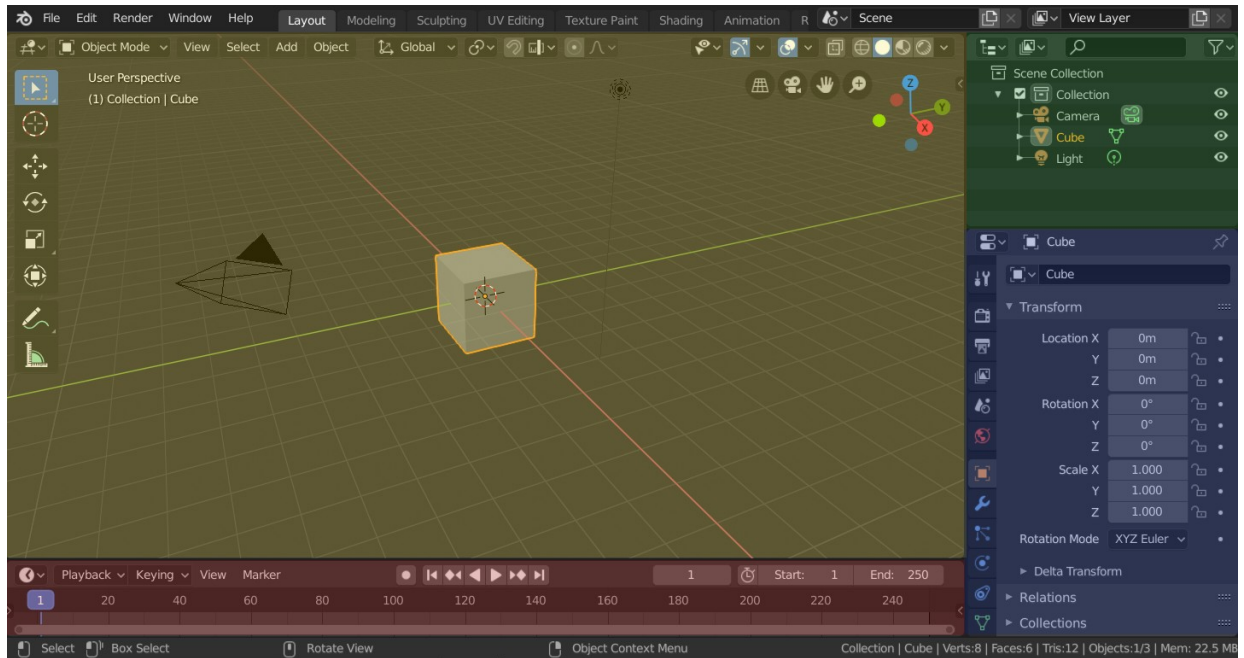 File Edit Render Window Help Layout Modeling Sculpting UV Editing Texture Paint Shading Animation R Scene View Layer
Object Mode View Select Add Object Global
User Perspective
(1) Collection | Cube
Z
Y
X
Scene Collection
Collection
Camera
Cube
Light
Cube
Cube
Transform
Location X 0m
Y 0m
Z 0m
Rotation X 0°
Y 0°
Z 0°
Scale X 1.000
Y 1.000
Z 1.000
Rotation Mode XYZ Euler
Delta Transform
Relations
Collections
Playback Keying View Marker 1 Start: 1 End: 250
1 20 40 60 80 100 120 140 160 180 200 220 240
Select Box Select Rotate View Object Context Menu Collection | Cube | Verts:8 | Faces:6 | Tris:12 | Objects:1/3 | Mem: 22.5 MB